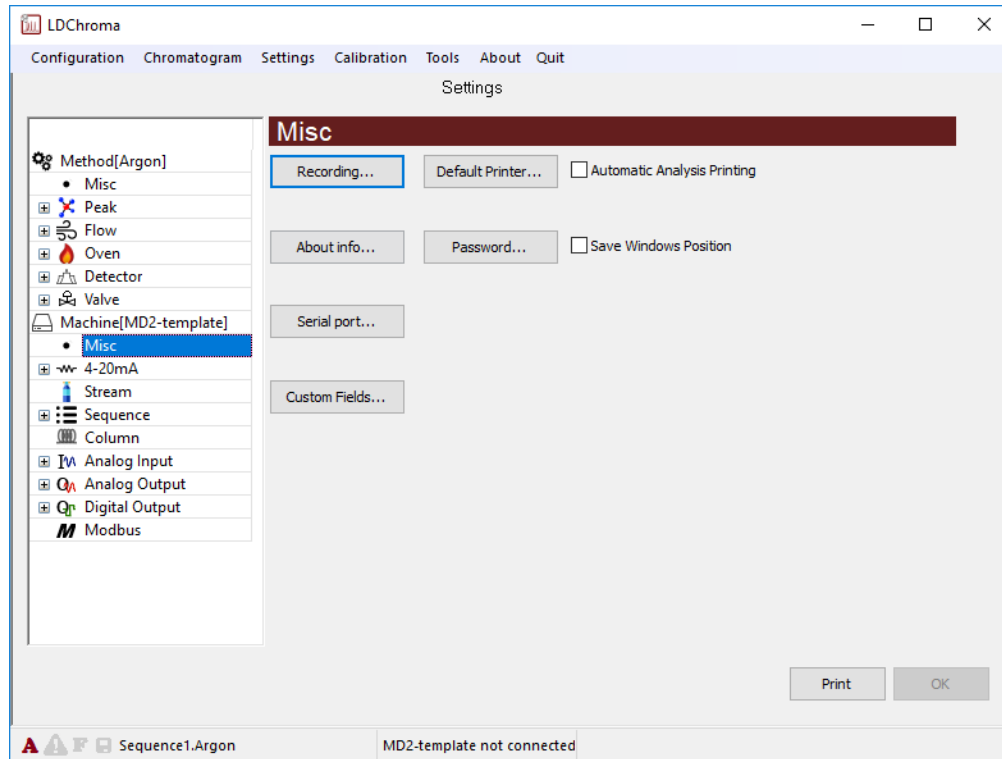 LDChroma
Configuration Chromatogram Settings Calibration Tools About Quit
Settings
Misc
Method[Argon]
Misc
Peak
Flow
Oven
Detector
Valve
Machine[MD2-template]
Misc
4-20mA
Stream
Sequence
Column
Analog Input
Analog Output
Digital Output
Modbus
Recording... Default Printer... Automatic Analysis Printing
About info... Password... Save Windows Position
Serial port...
Custom Fields...
Print OK
A F Sequence1.Argon MD2-template not connected